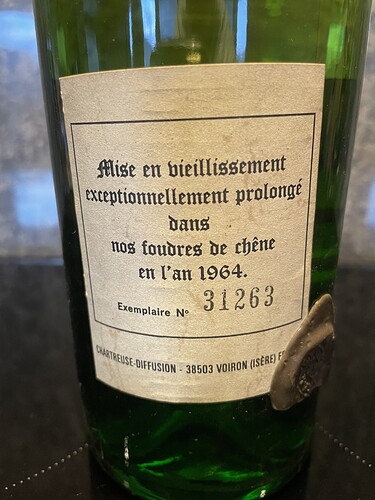 Mise en vieillissement
exceptionnellement prolongé
dans
nos foudres de chêne
en l'an 1964.
Exemplaire Nº 31263
CHARTREUSE-DIFFUSION - 38503 VOIRON (ISÈRE)